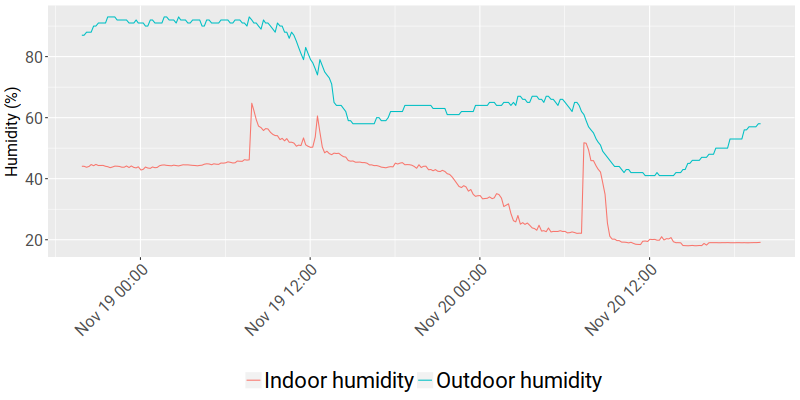 Humidity (%)
80
60
40
20
Nov 19 00:00
Nov 19 12:00
Nov 20 00:00
Nov 20 12:00
Indoor humidity Outdoor humidity